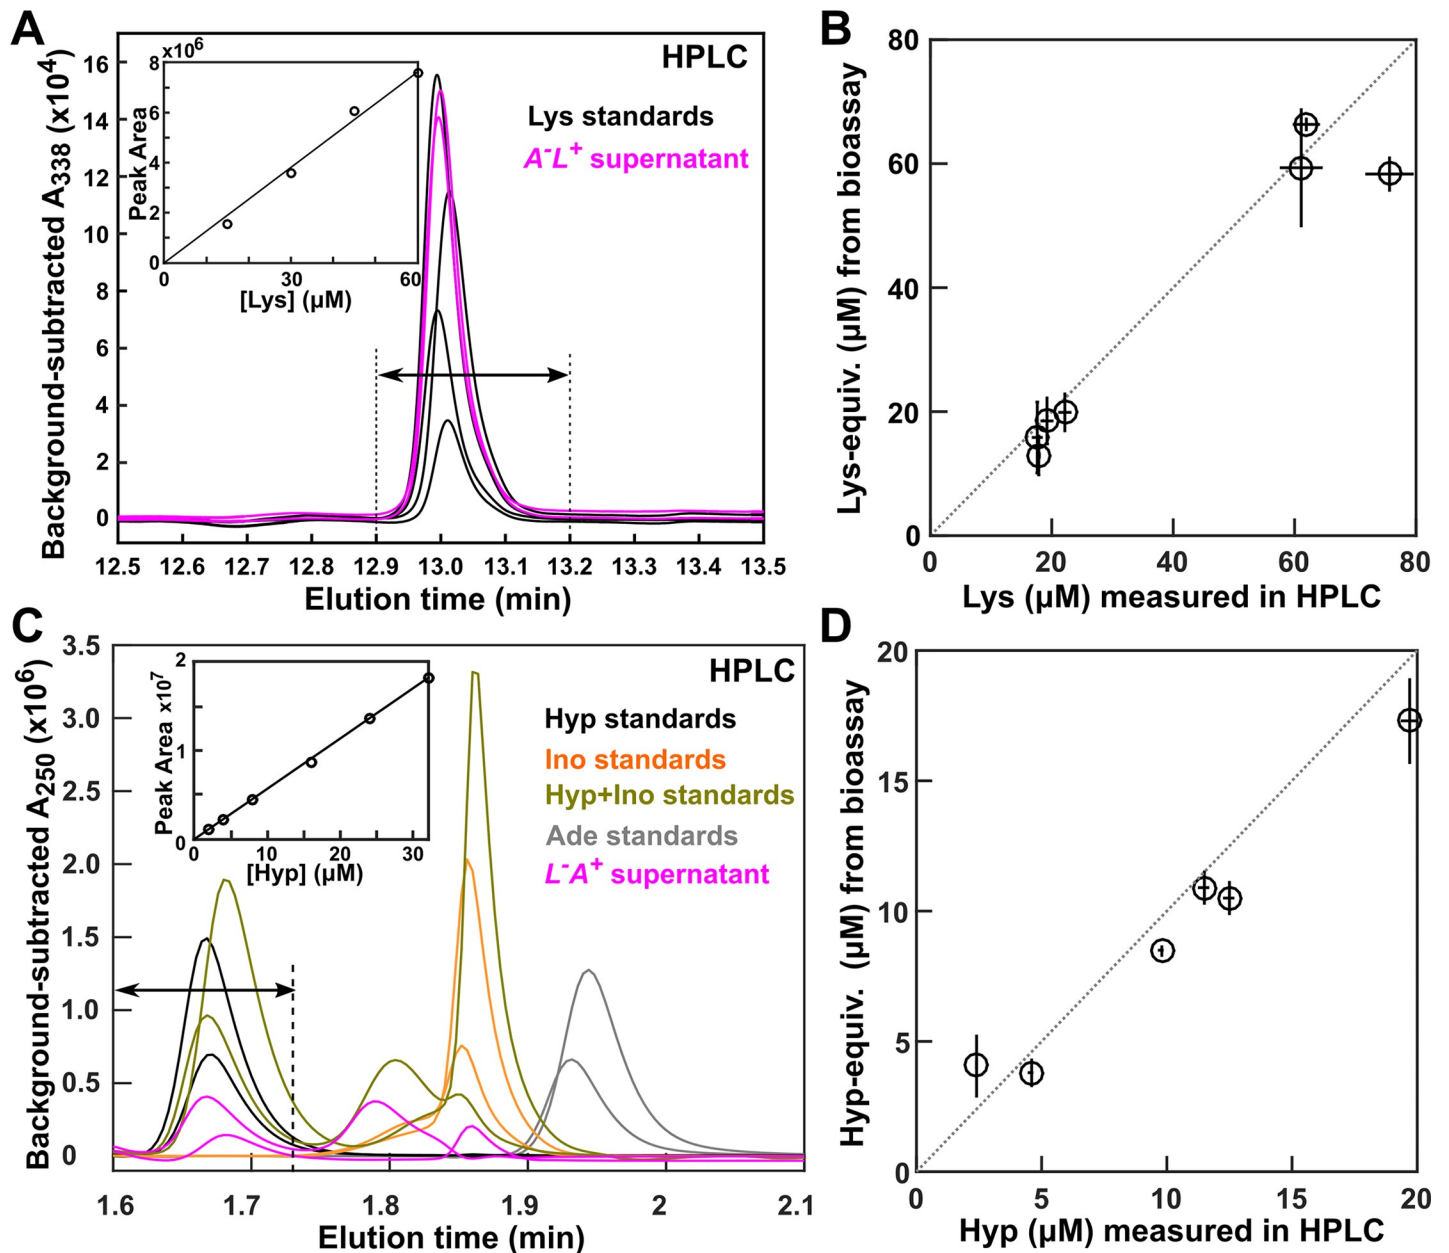 A
HPLC
Lys standards
A⁻L⁺ supernatant
Background-subtracted A₃₃₈ (x10⁴)
16
14
12
10
8
6
4
2
0
12.5 12.6 12.7 12.8 12.9 13.0 13.1 13.2 13.3 13.4 13.5
Elution time (min)
x10⁶
Peak Area
8
6
4
2
0
0 30 60
[Lys] (µM)
B
Lys-equiv. (µM) from bioassay
80
60
40
20
0
0 20 40 60 80
Lys (µM) measured in HPLC
C
HPLC
Hyp standards
Ino standards
Hyp+Ino standards
Ade standards
L⁻A⁺ supernatant
Background-subtracted A₂₅₀ (x10⁶)
3.5
3.0
2.5
2.0
1.5
1.0
0.5
0
1.6 1.7 1.8 1.9 2 2.1
Elution time (min)
Peak Area x10⁷
2
1
0
0 10 20 30
[Hyp] (µM)
D
Hyp-equiv. (µM) from bioassay
20
15
10
5
0
0 5 10 15 20
Hyp (µM) measured in HPLC